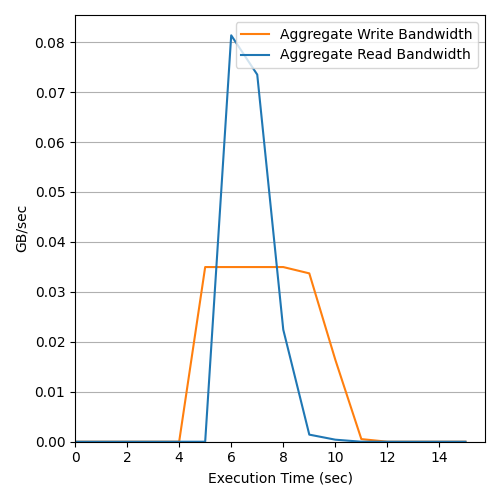 Aggregate Write Bandwidth
Aggregate Read Bandwidth
GB/sec
0.08
0.07
0.06
0.05
0.04
0.03
0.02
0.01
0.00
0 2 4 6 8 10 12 14
Execution Time (sec)